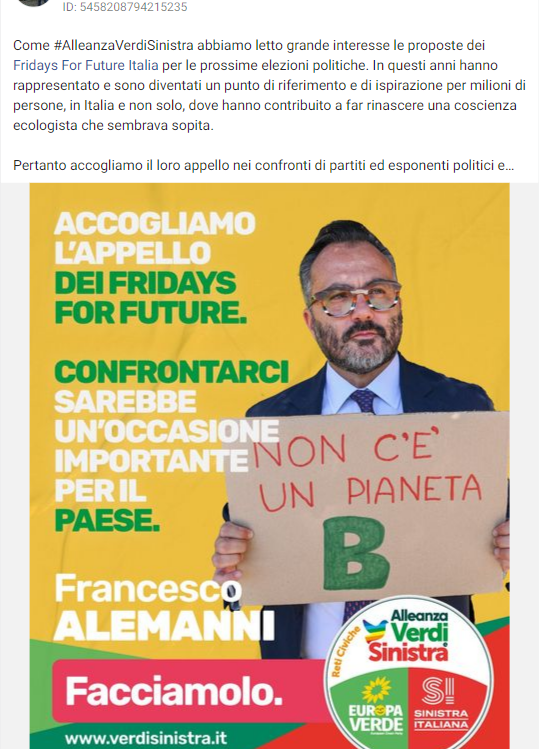 ID: 5458208794215235
Come #AlleanzaVerdiSinistra abbiamo letto grande interesse le proposte dei
Fridays For Future Italia per le prossime elezioni politiche. In questi anni hanno
rappresentato e sono diventati un punto di riferimento e di ispirazione per milioni di
persone, in Italia e non solo, dove hanno contribuito a far rinascere una coscienza
ecologista che sembrava sopita.
Pertanto accogliamo il loro appello nei confronti di partiti ed esponenti politici e...
ACCOGLIAMO
L'APPELLO
DEI FRIDAYS
FOR FUTURE.
CONFRONTARCI
SAREBBE
UN'OCCASIONE
IMPORTANTE
PER IL
PAESE.
NON C'E'
UN PIANETA
B
Francesco
ALEMANNI
Facciamolo.
www.verdisinistra.it
Reti Civiche
Alleanza
Verdi
Sinistra
EUROPA
VERDE
SI
SINISTRA
ITALIANA